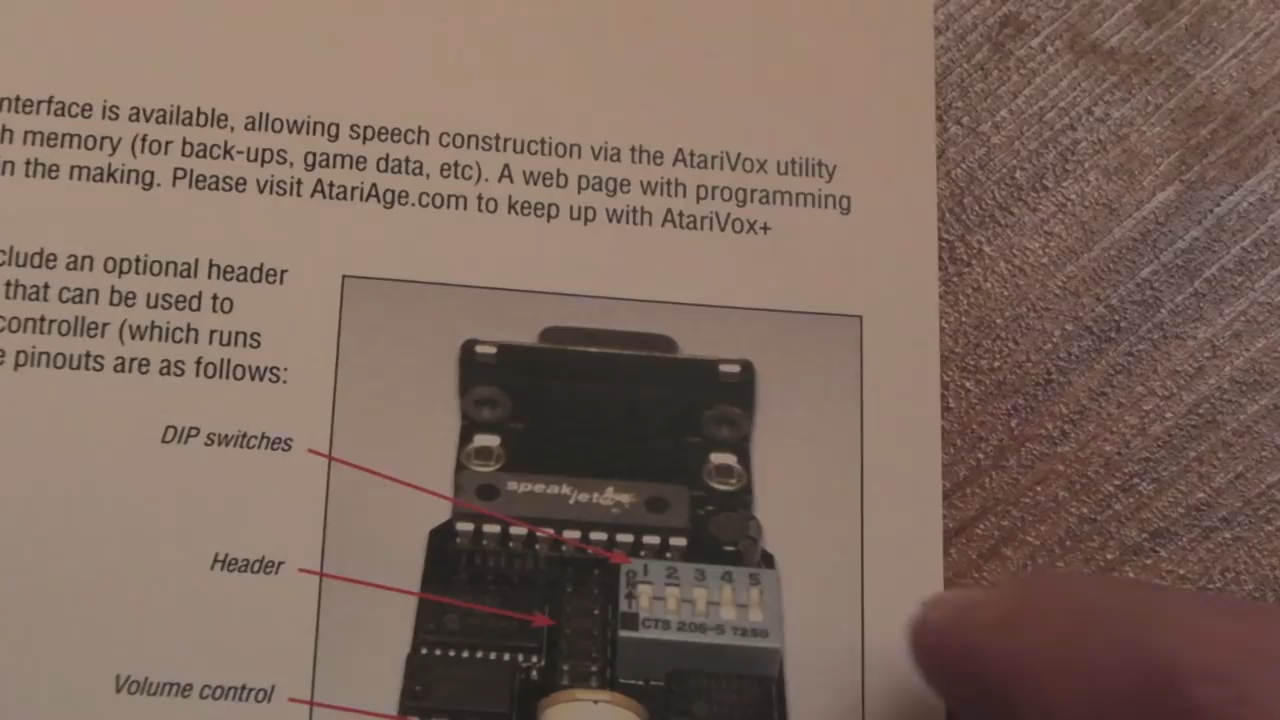 nterface is available, allowing speech construction via the AtariVox utility
h memory (for back-ups, game data, etc). A web page with programming
n the making. Please visit AtariAge.com to keep up with AtariVox+
clude an optional header
that can be used to
controller (which runs
e pinouts are as follows:
DIP switches
speakjet
Header
1 2 3 4 5
CTS 206-5 T250
Volume control